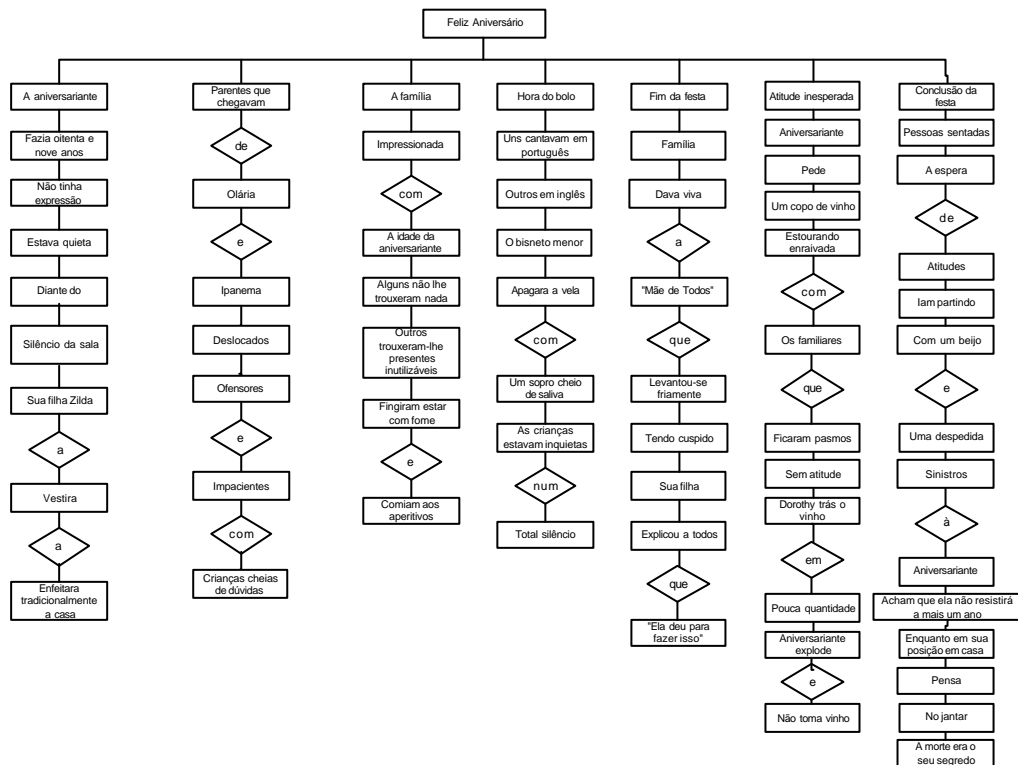 Feliz Aniversário
A aniversariante
Fazia oitenta e
nove anos
Não tinha
expressão
Estava quieta
Diante do
Silêncio da sala
Sua filha Zilda
a
Vestira
a
Enfeitara
tradicionalmente
a casa
Parentes que
chegavam
de
Olária
e
Ipanema
Deslocados
Ofensores
e
Impacientes
com
Crianças cheias
de dúvidas
A família
Impressionada
com
A idade da
aniversariante
Alguns não lhe
trouxeram nada
Outros
trouxeram-lhe
presentes
inutilizáveis
Fingiram estar
com fome
e
Comiam aos
aperitivos
Hora do bolo
Uns cantavam em
português
Outros em inglês
O bisneto menor
Apagara a vela
com
Um sopro cheio
de saliva
As crianças
estavam inquietas
num
Total silêncio
Fim da festa
Família
Dava viva
a
"Mãe de Todos"
que
Levantou-se
friamente
Tendo cuspido
Sua filha
Explicou a todos
que
"Ela deu para
fazer isso"
Atitude inesperada
Aniversariante
Pede
Um copo de vinho
Estourando
enraivada
com
Os familiares
que
Ficaram pasmos
Sem atitude
Dorothy trás o
vinho
em
Pouca quantidade
Aniversariante
explode
e
Não toma vinho
Conclusão da
festa
Pessoas sentadas
A espera
de
Atitudes
Iam partindo
Com um beijo
e
Uma despedida
Sinistros
à
Aniversariante
Acham que ela não resistirá
a mais um ano
Enquanto em sua
posição em casa
Pensa
No jantar
A morte era o
seu segredo